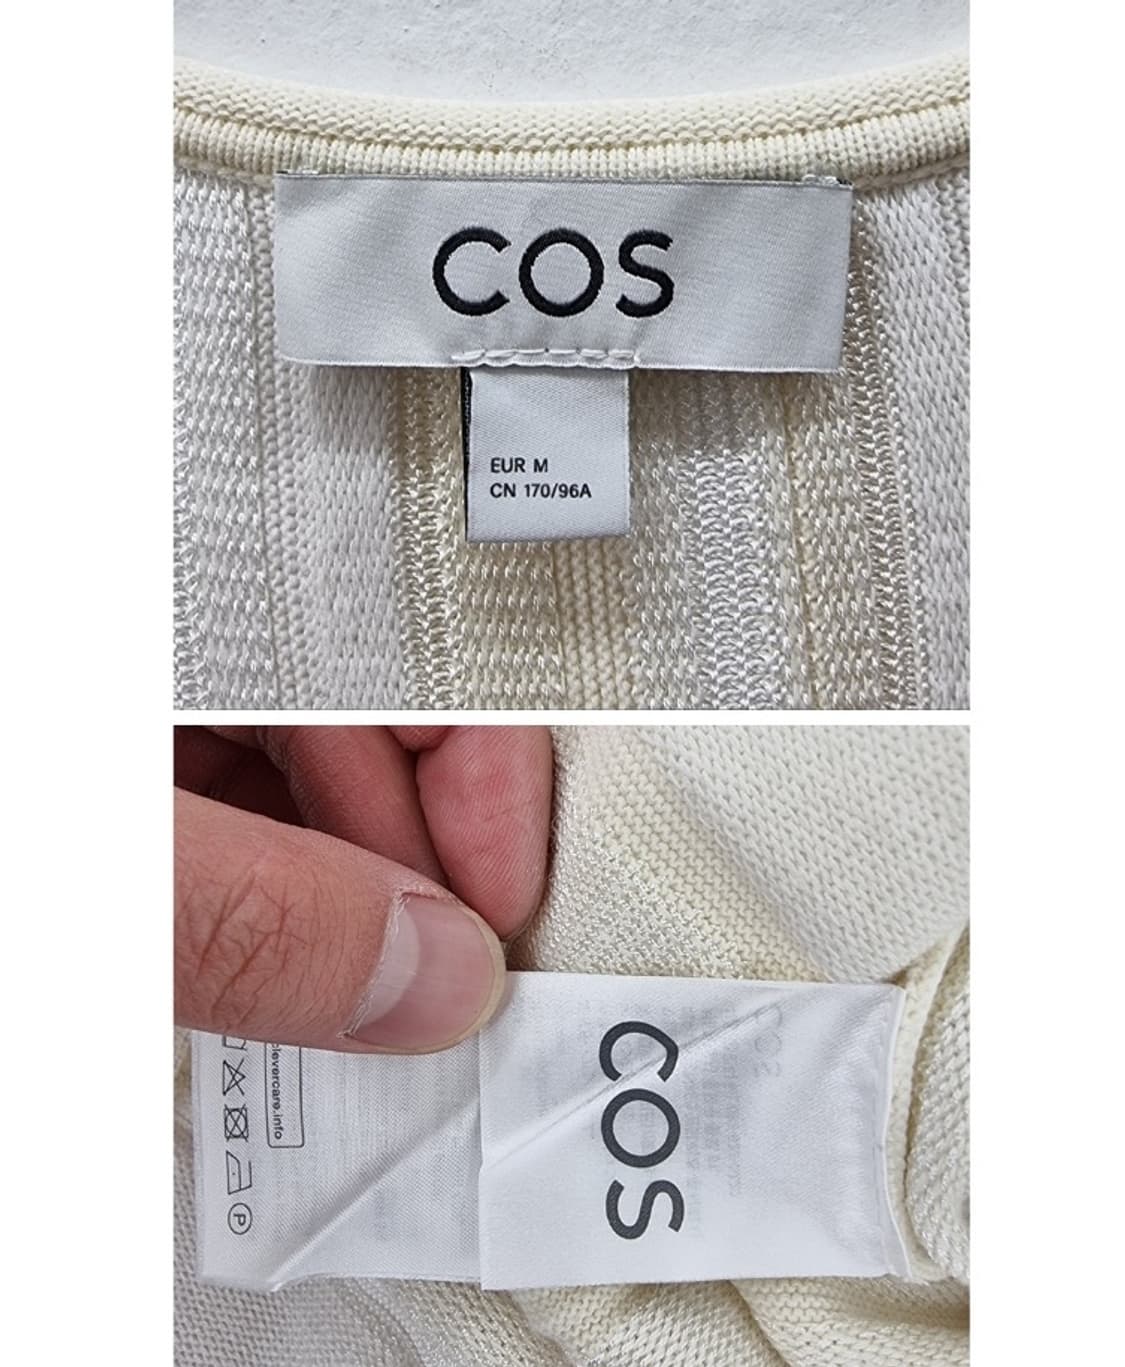 COS
EUR M
CN 170/96A
COS
clevercare.info
P